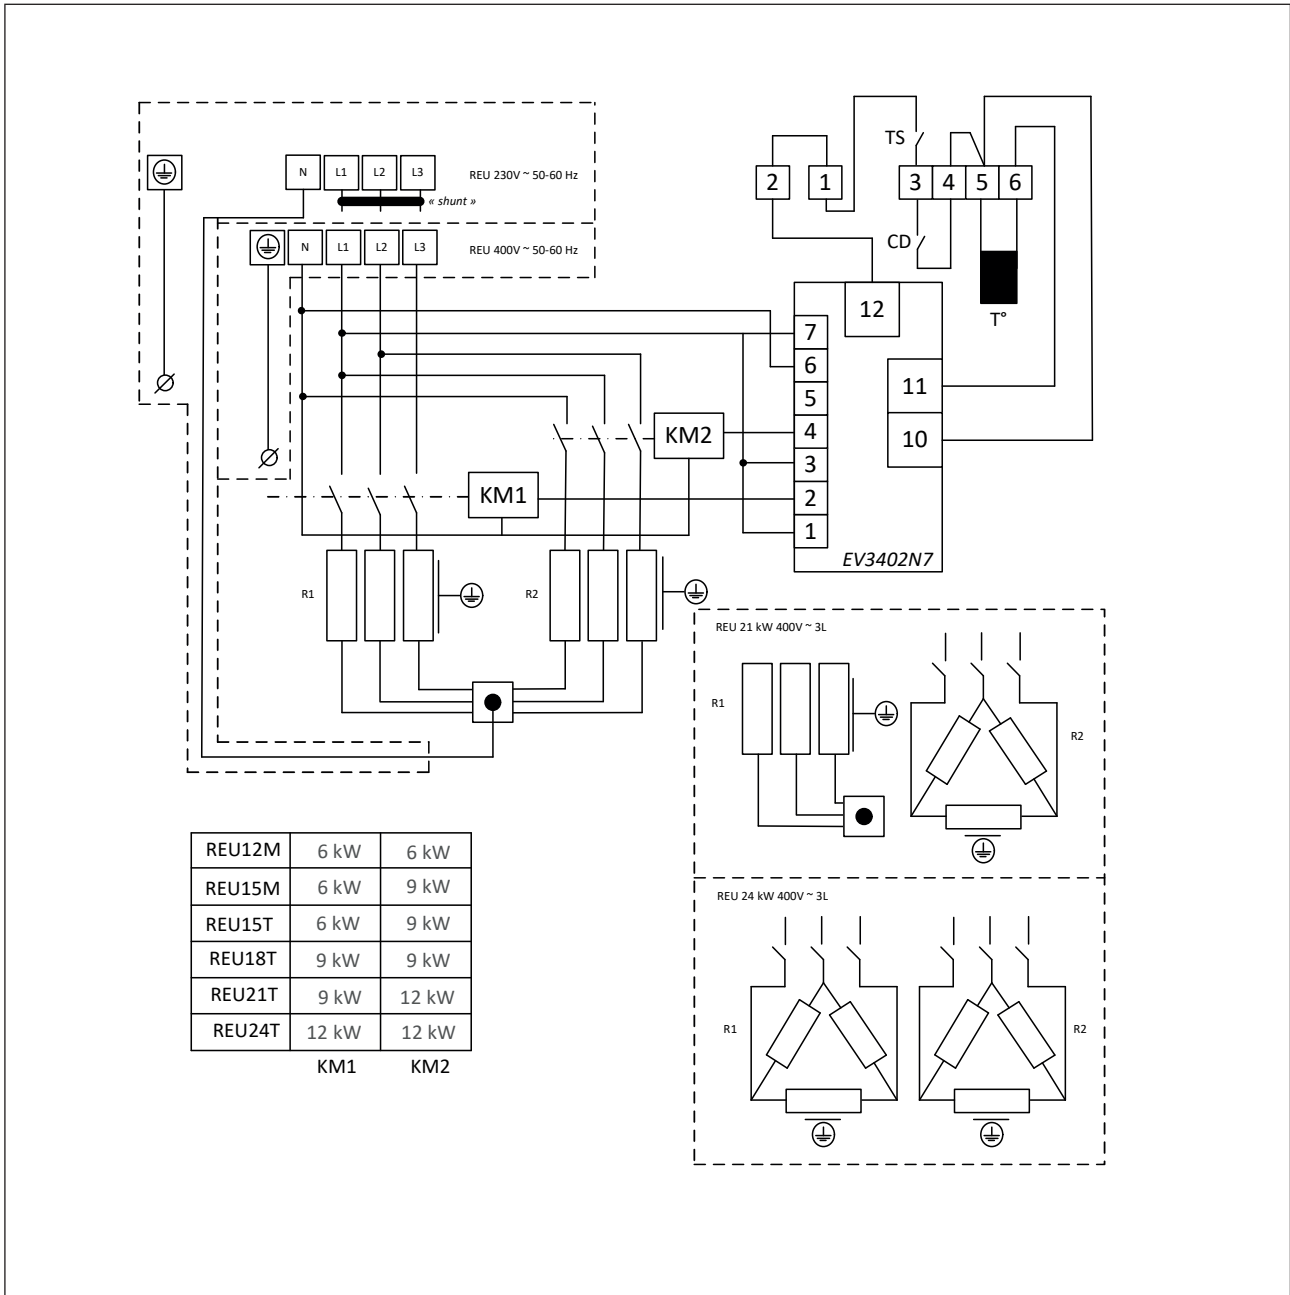 N L1 L2 L3 REU 230V ~ 50-60 Hz
« shunt »
N L1 L2 L3 REU 400V ~ 50-60 Hz
TS
2 1 3 4 5 6
CD
T°
12
7
6
5
4
3
2
1
11
10
EV3402N7
KM2
KM1
R1
R2
REU 21 kW 400V ~ 3L
R1
R2
REU 24 kW 400V ~ 3L
R1
R2
REU12M 6 kW 6 kW
REU15M 6 kW 9 kW
REU15T 6 kW 9 kW
REU18T 9 kW 9 kW
REU21T 9 kW 12 kW
REU24T 12 kW 12 kW
KM1 KM2